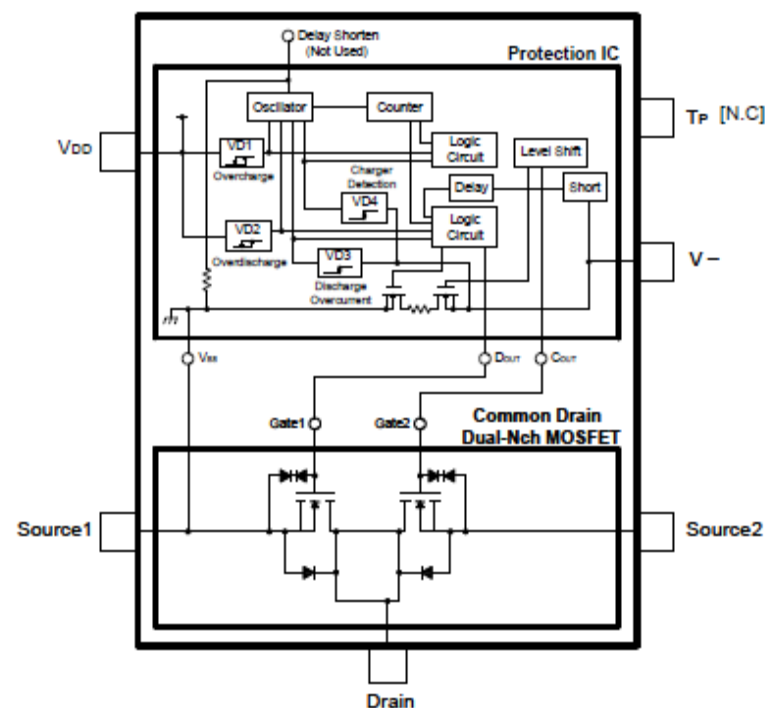 Delay Shorten
(Not Used)
Protection IC
Oscillator
Counter
TP [N.C]
VDD
VD1
Overcharge
Logic
Circuit
Level Shift
Charger
Detection
VD4
Delay
Short
VD2
Overdischarge
Logic
Circuit
VD3
Discharge
Overcurrent
V –
VSS
DOUT
COUT
Gate1
Gate2
Common Drain
Dual-Nch MOSFET
Source1
Source2
Drain